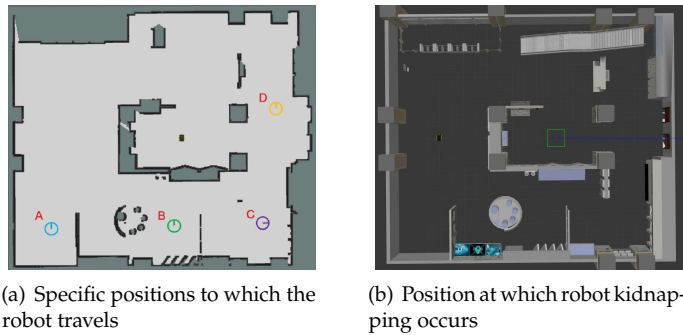 D
A
B
C
(a) Specific positions to which the
robot travels
(b) Position at which robot kidnap-
ping occurs